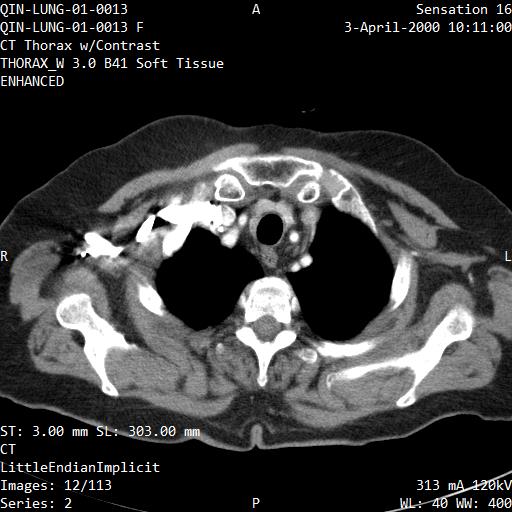 QIN-LUNG-01-0013
QIN-LUNG-01-0013 F
CT Thorax w/Contrast
THORAX_W 3.0 B41 Soft Tissue
ENHANCED
A
Sensation 16
3-April-2000 10:11:00
R
L
ST: 3.00 mm SL: 303.00 mm
CT
LittleEndianImplicit
Images: 12/113
Series: 2
P
313 mA 120kV
WL: 40 WW: 400